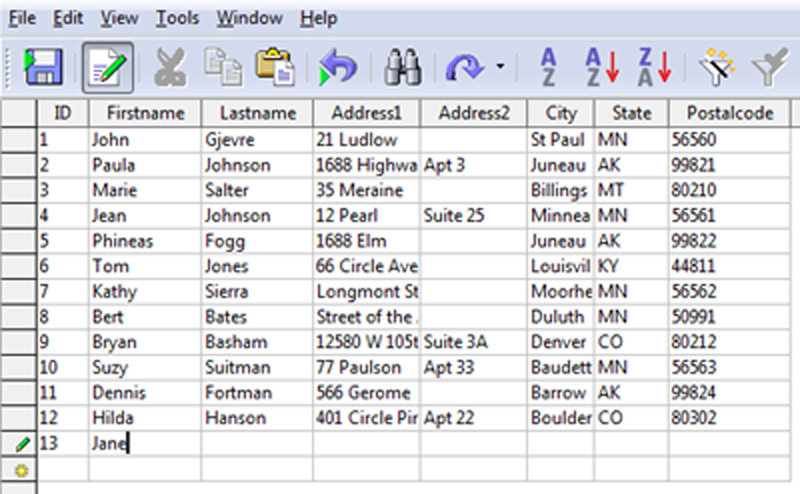 File Edit View Tools Window Help
A Z A Z Z A
ID Firstname Lastname Address1 Address2 City State Postalcode
1 John Gjevre 21 Ludlow St Paul MN 56560
2 Paula Johnson 1688 Highwa Apt 3 Juneau AK 99821
3 Marie Salter 35 Meraine Billings MT 80210
4 Jean Johnson 12 Pearl Suite 25 Minnea MN 56561
5 Phineas Fogg 1688 Elm Juneau AK 99822
6 Tom Jones 66 Circle Ave Louisvil KY 44811
7 Kathy Sierra Longmont St Moorhe MN 56562
8 Bert Bates Street of the . Duluth MN 50991
9 Bryan Basham 12580 W 105t Suite 3A Denver CO 80212
10 Suzy Suitman 77 Paulson Apt 33 Baudett MN 56563
11 Dennis Fortman 566 Gerome Barrow AK 99824
12 Hilda Hanson 401 Circle Pir Apt 22 Boulder CO 80302
13 Jane